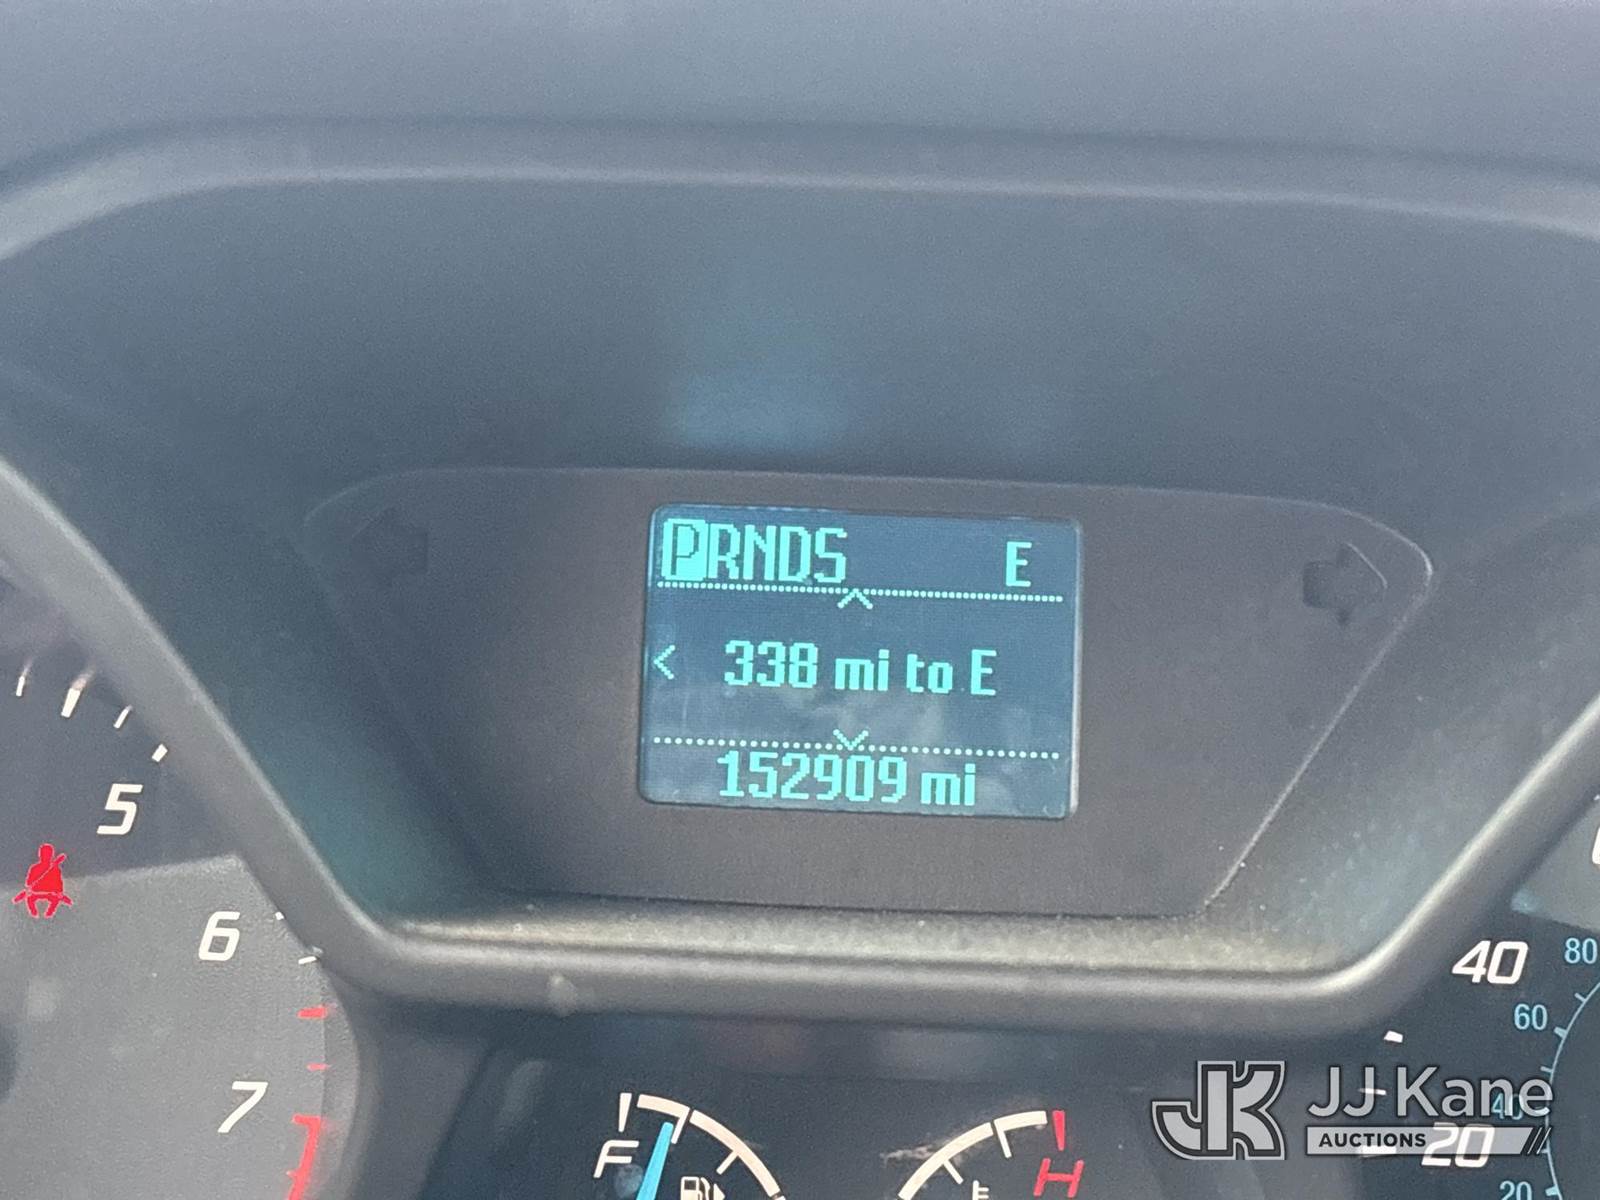 PRNDS E
338 mi to E
152909 mi
5
6
7
F
H
40
20
80
60
40
20
JJ Kane
AUCTIONS